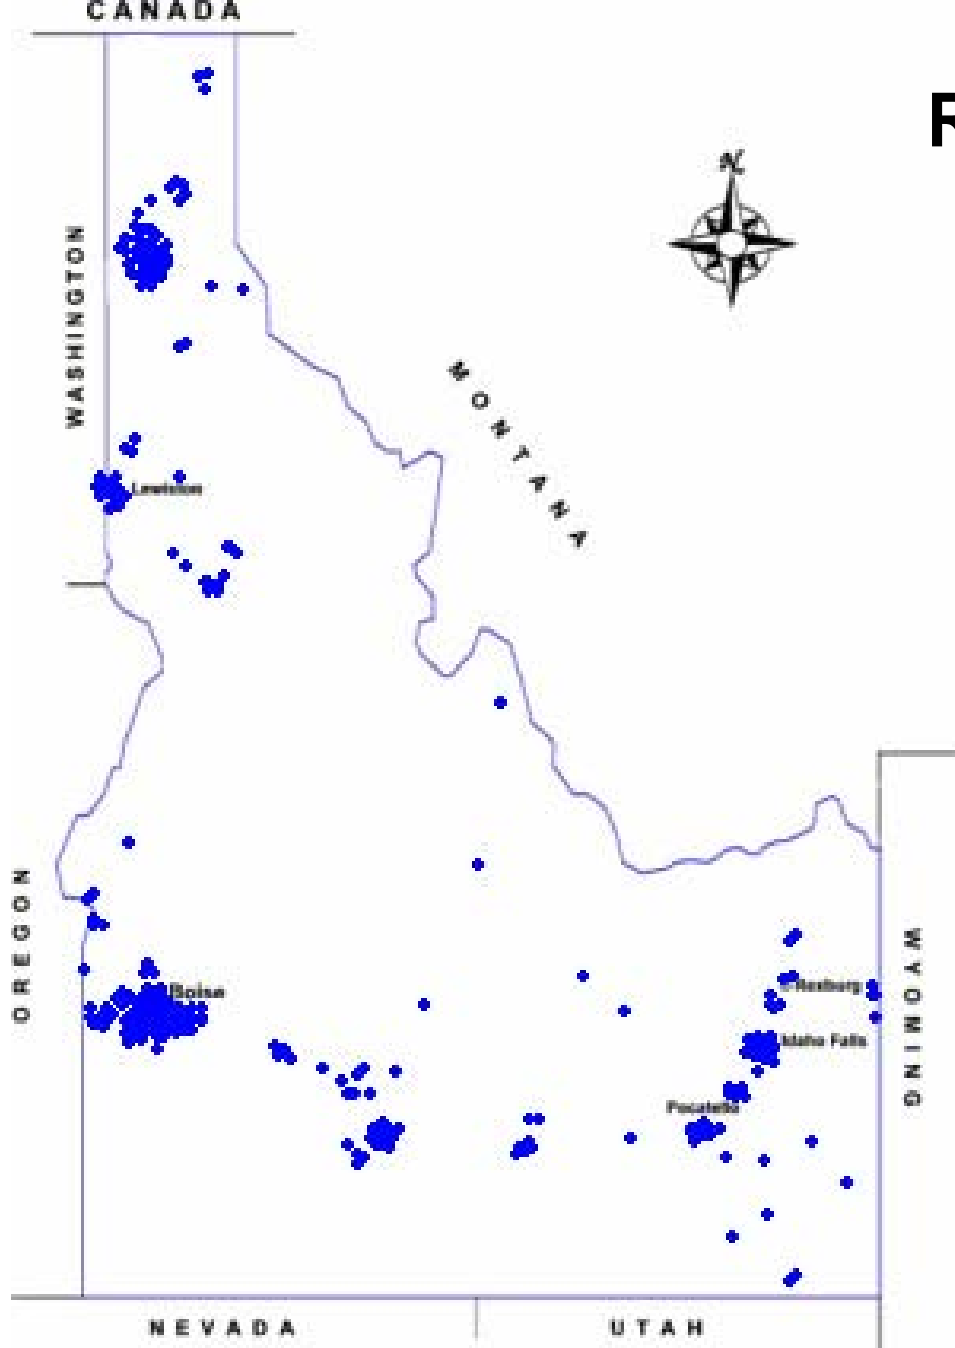 CANADA
R
N
WASHINGTON
MONTANA
Lewiston
OREGON
WYOMING
Boise
Rexburg
Idaho Falls
Pocatello
NEVADA
UTAH